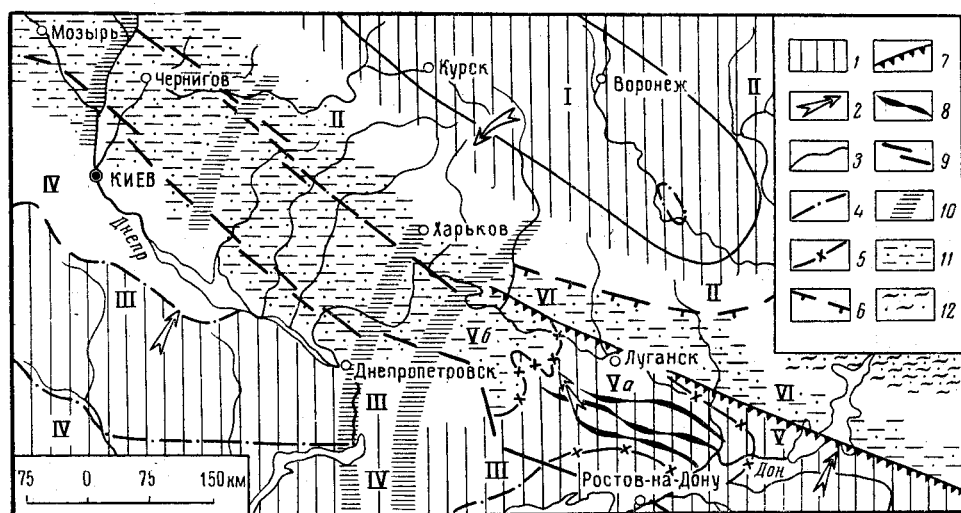 Мозырь
Чернигов
Курск
Воронеж
I
II
II
КИЕВ
IV
Днепр
Харьков
III
II
VI
Vб
Луганск
Днепропетровск
Vа
III
VI
IV
V
III
Дон
IV
Ростов-на-Дону
75 0 75 150 км
1 7
2 8
3 9
4 10
5 11
6 12